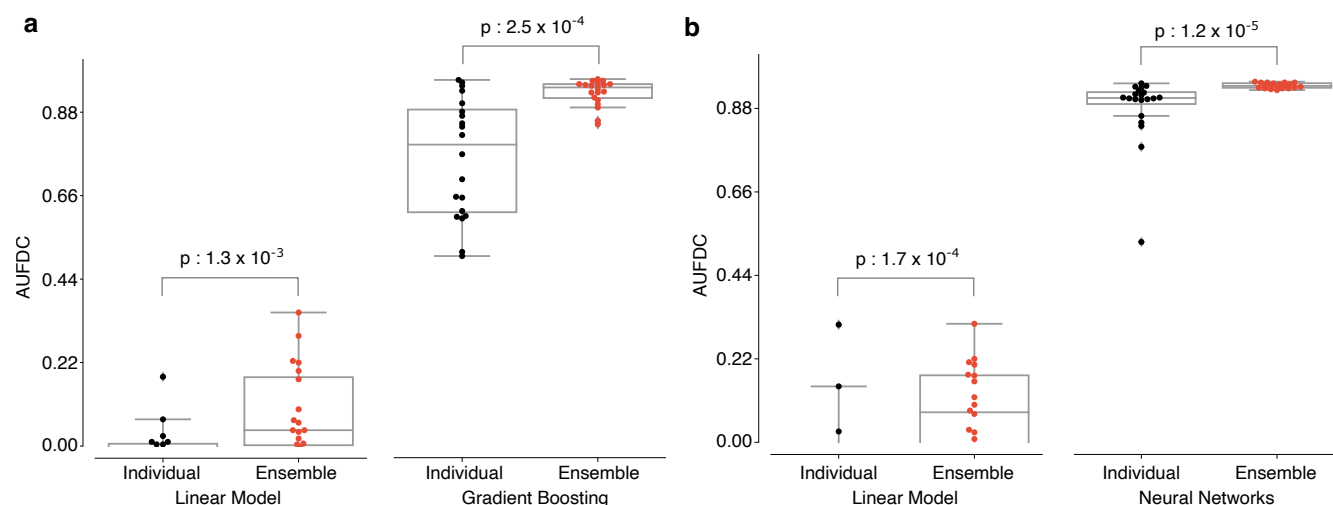 a
p : 2.5 x 10⁻⁴
p : 1.3 x 10⁻³
AUFDC
0.88
0.66
0.44
0.22
0.00
Individual Ensemble Individual Ensemble
Linear Model Gradient Boosting
b
p : 1.2 x 10⁻⁵
p : 1.7 x 10⁻⁴
AUFDC
0.88
0.66
0.44
0.22
0.00
Individual Ensemble Individual Ensemble
Linear Model Neural Networks